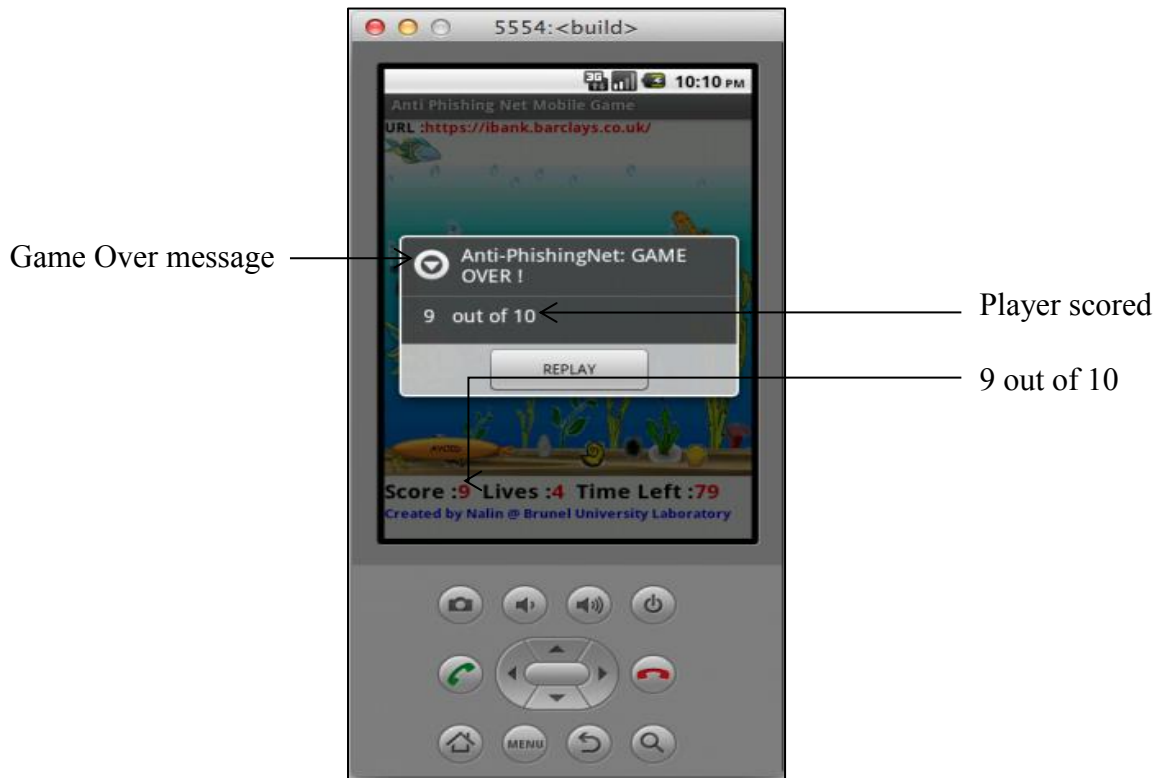 5554:<build>
3G
10:10 PM
Anti Phishing Net Mobile Game
URL :https://ibank.barclays.co.uk/
Game Over message
Anti-PhishingNet: GAME
OVER !
9 out of 10
Player scored
9 out of 10
REPLAY
AVOID
Score :9 Lives :4 Time Left :79
Created by Nalin @ Brunel University Laboratory
MENU